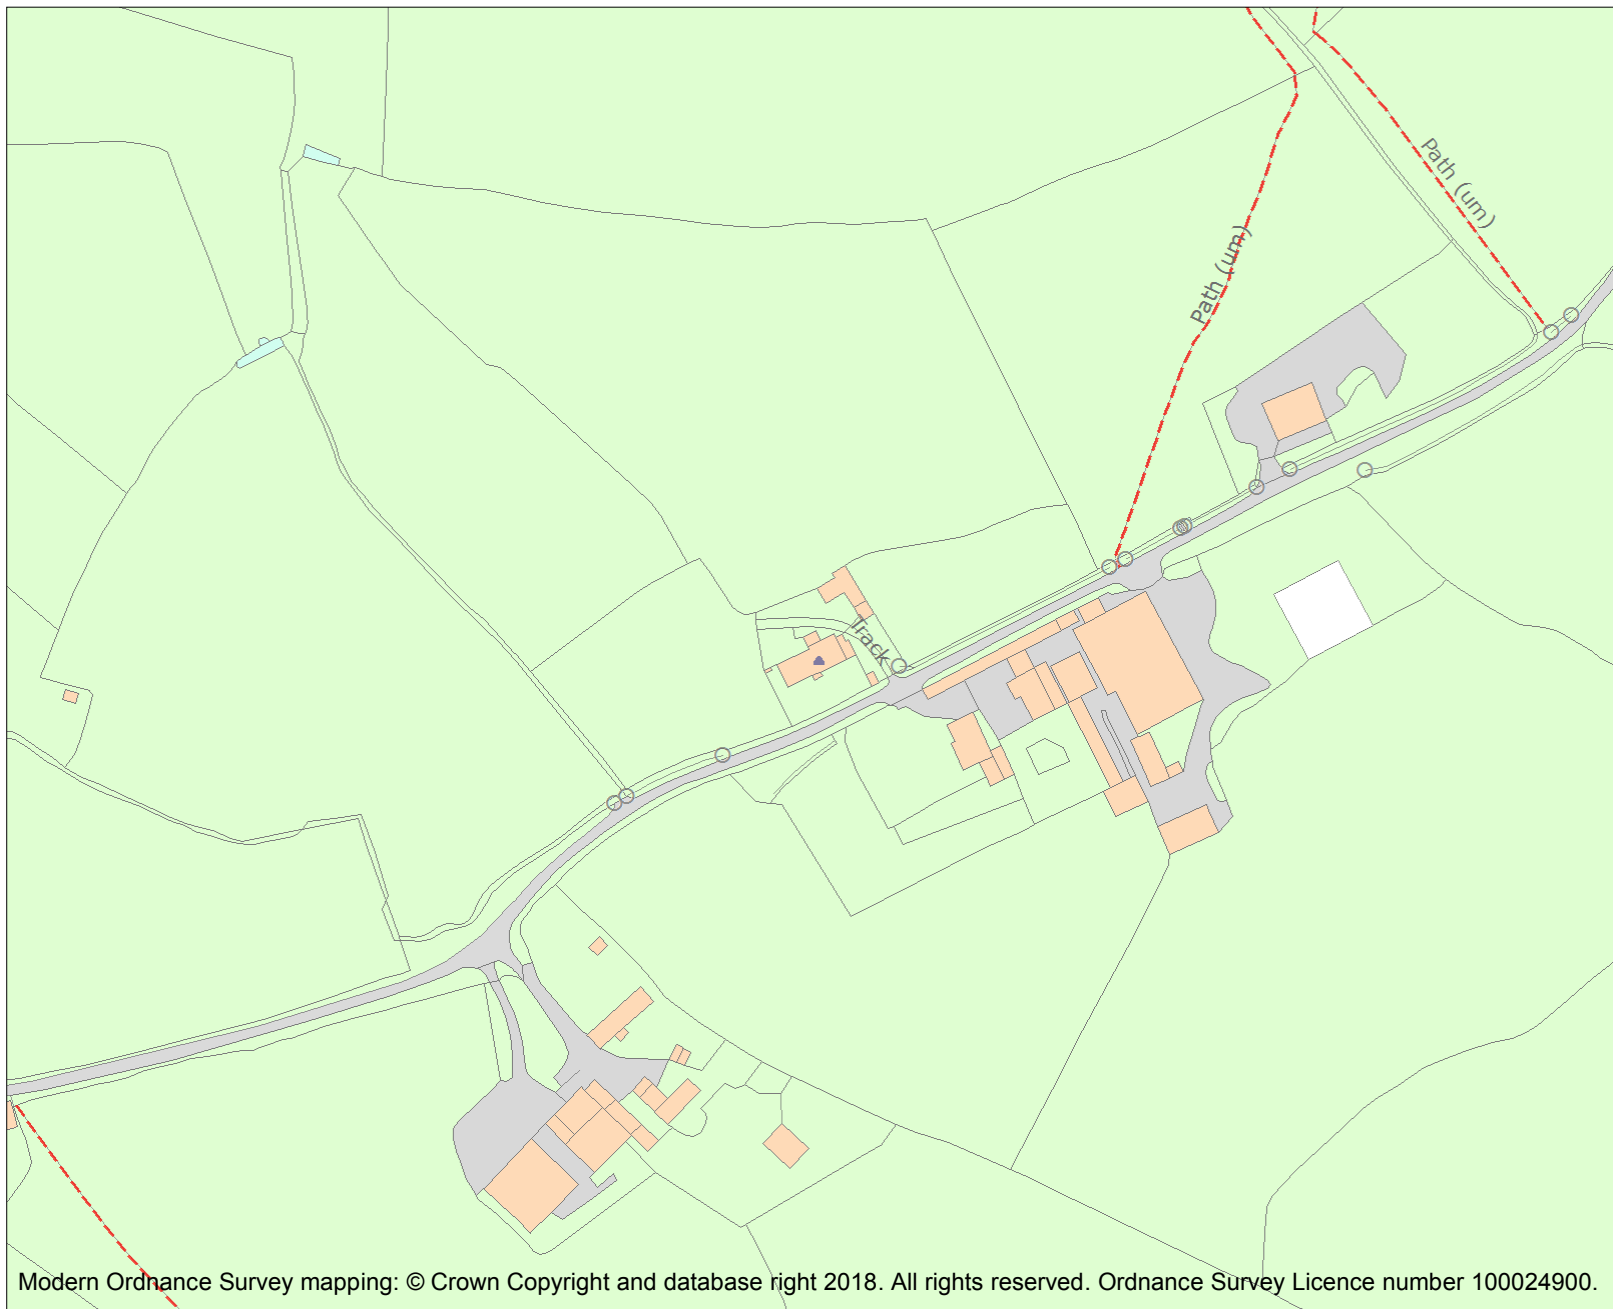 Path (um)
Path (um)
Track
Modern Ordnance Survey mapping: © Crown Copyright and database right 2018. All rights reserved. Ordnance Survey Licence number 100024900.